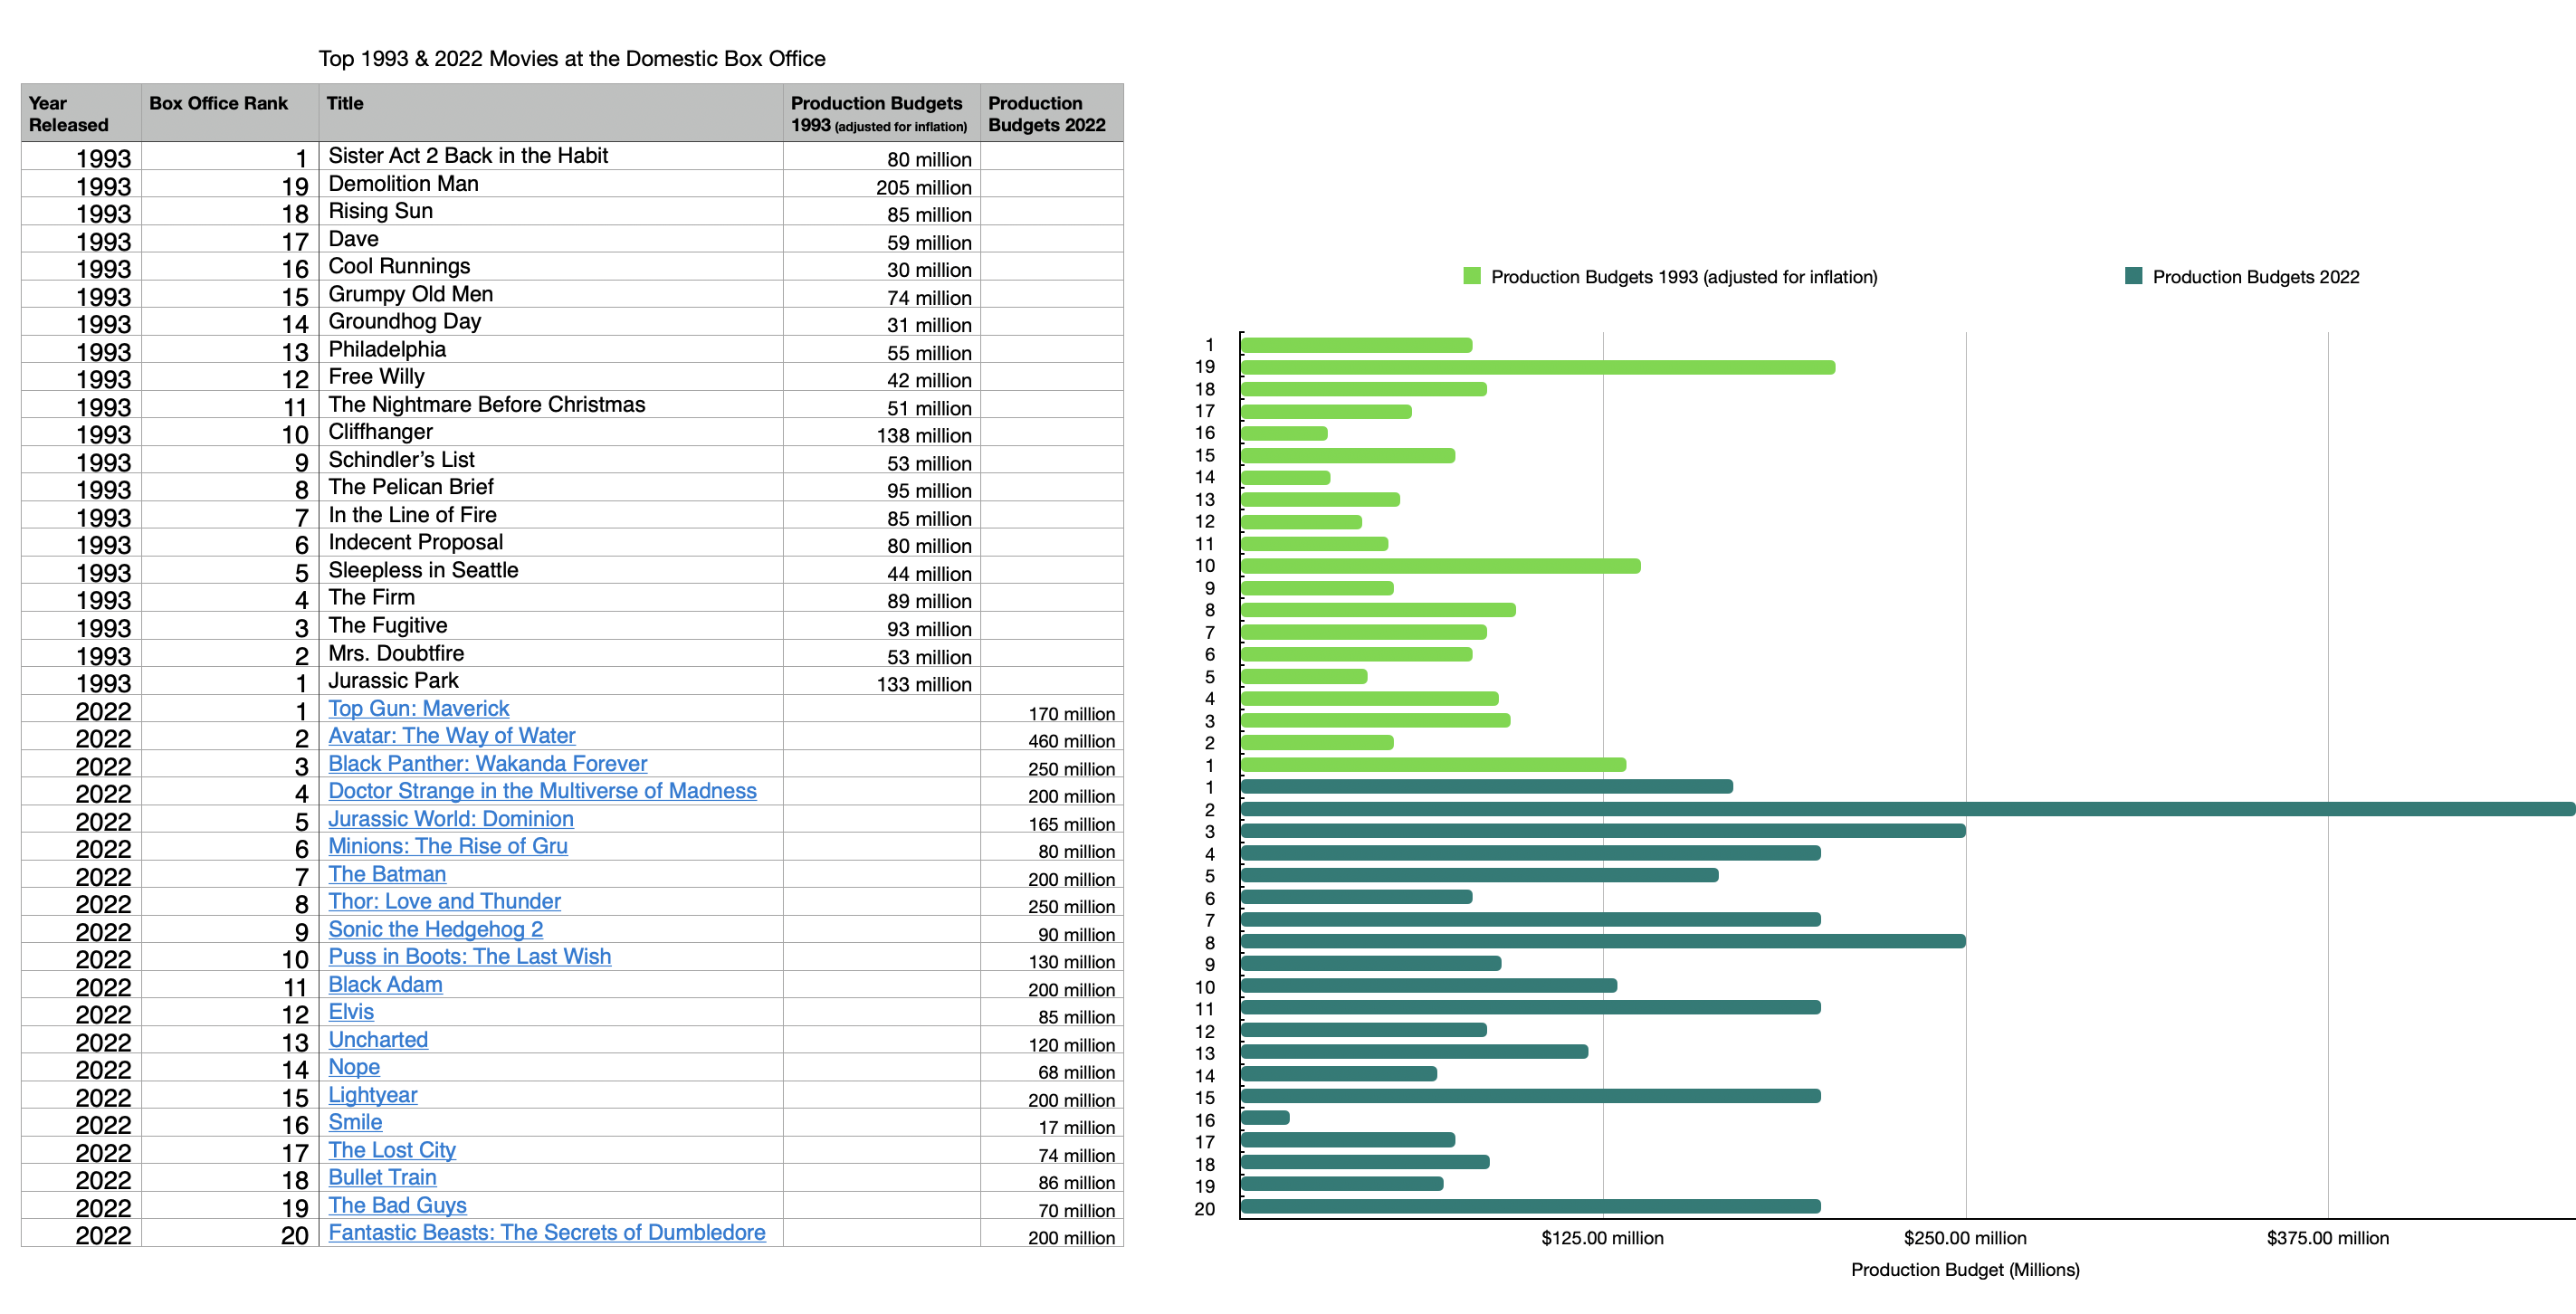 Top 1993 & 2022 Movies at the Domestic Box Office
Year Released Box Office Rank Title Production Budgets 1993 (adjusted for inflation) Production Budgets 2022
1993 1 Sister Act 2 Back in the Habit 80 million
1993 19 Demolition Man 205 million
1993 18 Rising Sun 85 million
1993 17 Dave 59 million
1993 16 Cool Runnings 30 million
1993 15 Grumpy Old Men 74 million
1993 14 Groundhog Day 31 million
1993 13 Philadelphia 55 million
1993 12 Free Willy 42 million
1993 11 The Nightmare Before Christmas 51 million
1993 10 Cliffhanger 138 million
1993 9 Schindler’s List 53 million
1993 8 The Pelican Brief 95 million
1993 7 In the Line of Fire 85 million
1993 6 Indecent Proposal 80 million
1993 5 Sleepless in Seattle 44 million
1993 4 The Firm 89 million
1993 3 The Fugitive 93 million
1993 2 Mrs. Doubtfire 53 million
1993 1 Jurassic Park 133 million
2022 1 Top Gun: Maverick 170 million
2022 2 Avatar: The Way of Water 460 million
2022 3 Black Panther: Wakanda Forever 250 million
2022 4 Doctor Strange in the Multiverse of Madness 200 million
2022 5 Jurassic World: Dominion 165 million
2022 6 Minions: The Rise of Gru 80 million
2022 7 The Batman 200 million
2022 8 Thor: Love and Thunder 250 million
2022 9 Sonic the Hedgehog 2 90 million
2022 10 Puss in Boots: The Last Wish 130 million
2022 11 Black Adam 200 million
2022 12 Elvis 85 million
2022 13 Uncharted 120 million
2022 14 Nope 68 million
2022 15 Lightyear 200 million
2022 16 Smile 17 million
2022 17 The Lost City 74 million
2022 18 Bullet Train 86 million
2022 19 The Bad Guys 70 million
2022 20 Fantastic Beasts: The Secrets of Dumbledore 200 million
Production Budgets 1993 (adjusted for inflation) Production Budgets 2022
1
19
18
17
16
15
14
13
12
11
10
9
8
7
6
5
4
3
2
1
1
2
3
4
5
6
7
8
9
10
11
12
13
14
15
16
17
18
19
20
$125.00 million $250.00 million $375.00 million
Production Budget (Millions)